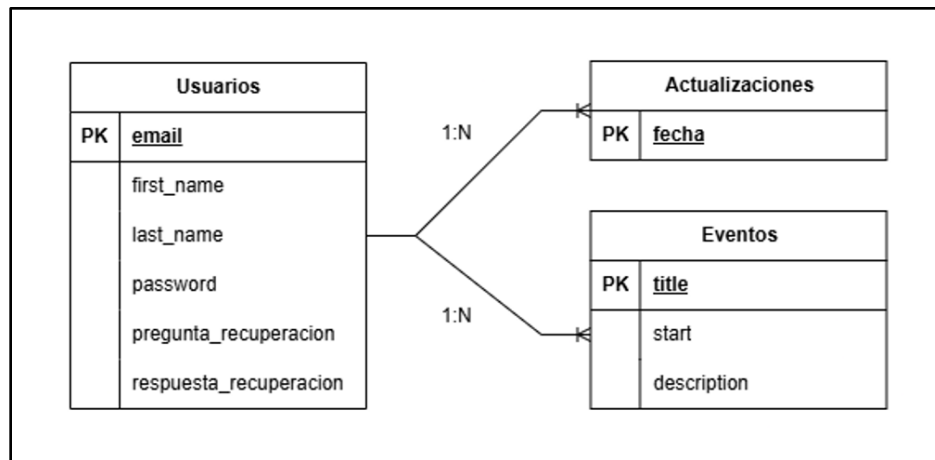 Usuarios
PK email
first_name
last_name
password
pregunta_recuperacion
respuesta_recuperacion
1:N
1:N
Actualizaciones
PK fecha
Eventos
PK title
start
description